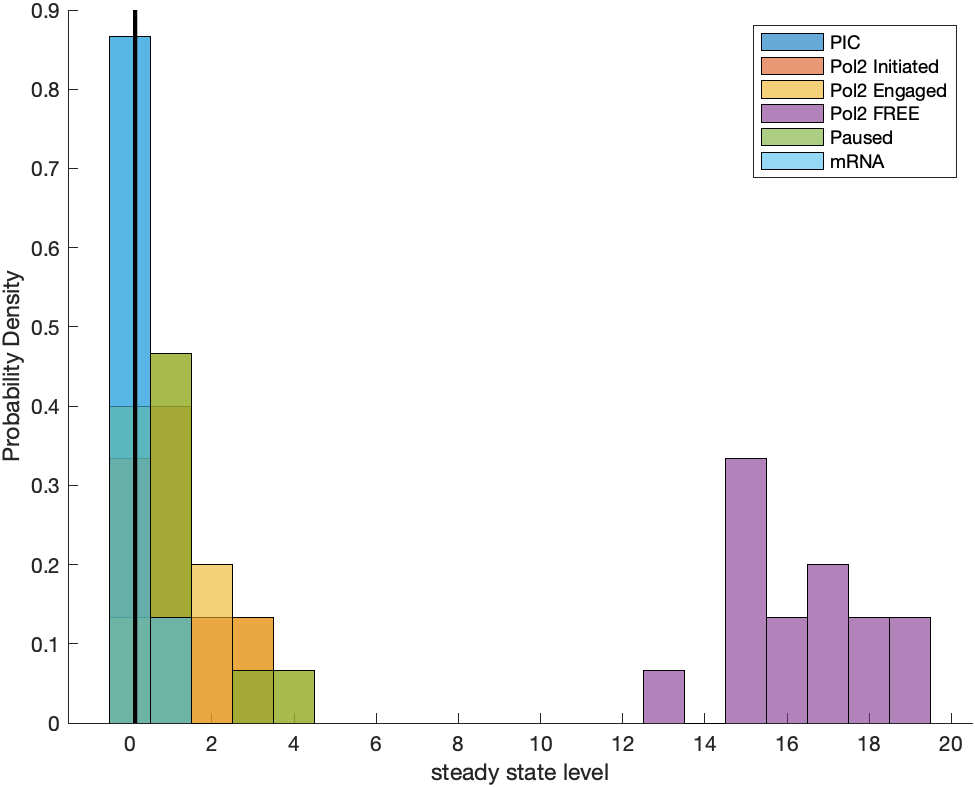 0.9
0.8
0.7
0.6
0.5
0.4
0.3
0.2
0.1
0
Probability Density
PIC
Pol2 Initiated
Pol2 Engaged
Pol2 FREE
Paused
mRNA
0 2 4 6 8 10 12 14 16 18 20
steady state level